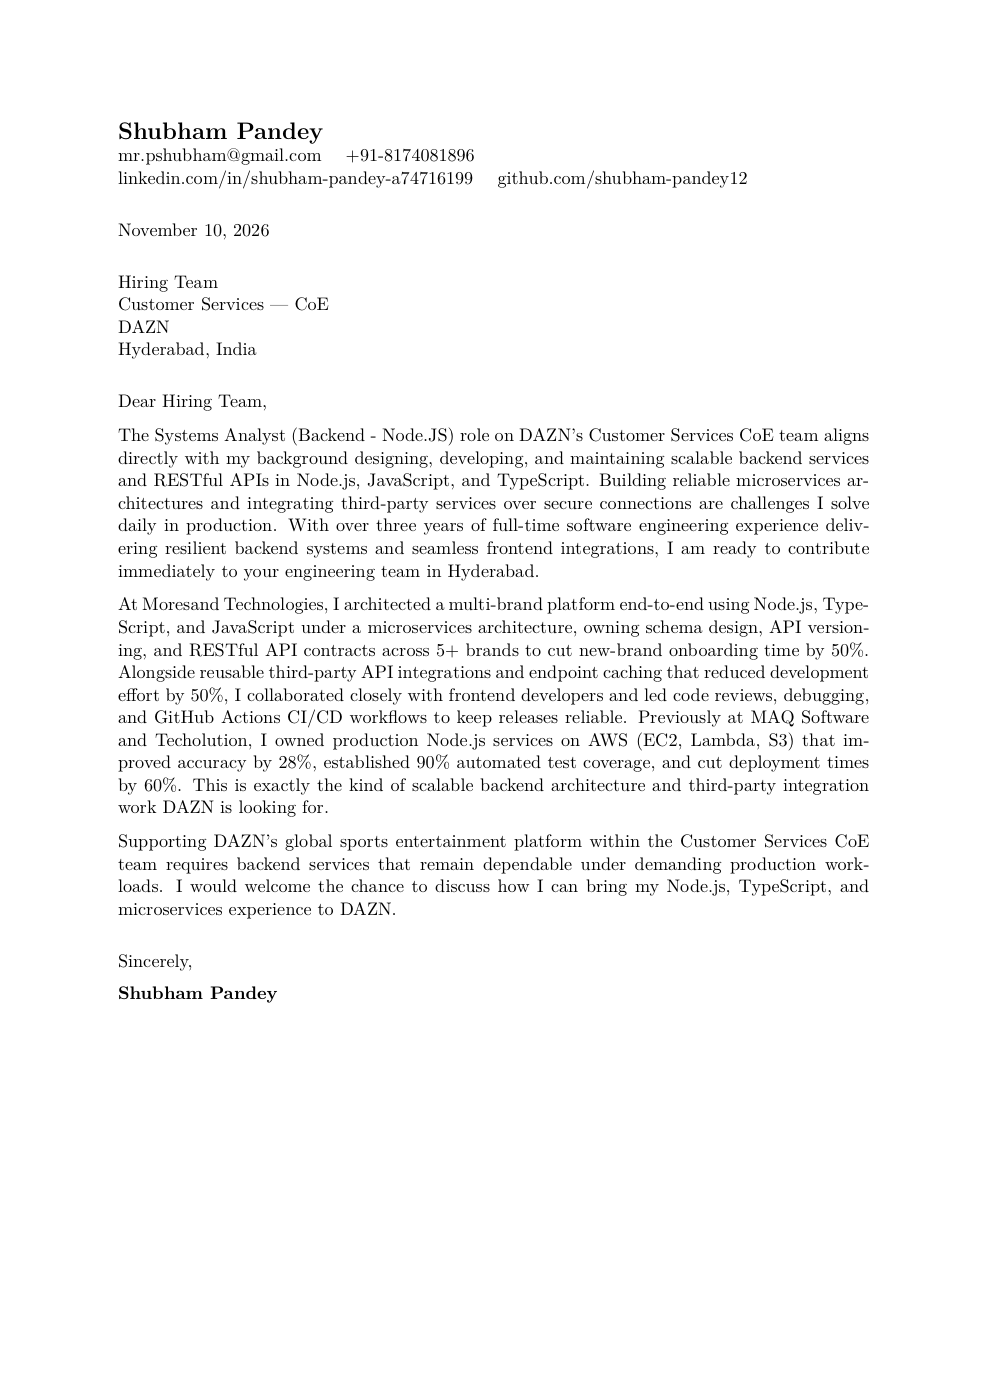 Shubham Pandey
mr.pshubham@gmail.com +91-8174081896
linkedin.com/in/shubham-pandey-a74716199 github.com/shubham-pandey12
November 10, 2026
Hiring Team
Customer Services — CoE
DAZN
Hyderabad, India
Dear Hiring Team,
The Systems Analyst (Backend - Node.JS) role on DAZN's Customer Services CoE team aligns
directly with my background designing, developing, and maintaining scalable backend services
and RESTful APIs in Node.js, JavaScript, and TypeScript. Building reliable microservices ar-
chitectures and integrating third-party services over secure connections are challenges I solve
daily in production. With over three years of full-time software engineering experience deliv-
ering resilient backend systems and seamless frontend integrations, I am ready to contribute
immediately to your engineering team in Hyderabad.
At Moresand Technologies, I architected a multi-brand platform end-to-end using Node.js, Type-
Script, and JavaScript under a microservices architecture, owning schema design, API version-
ing, and RESTful API contracts across 5+ brands to cut new-brand onboarding time by 50%.
Alongside reusable third-party API integrations and endpoint caching that reduced development
effort by 50%, I collaborated closely with frontend developers and led code reviews, debugging,
and GitHub Actions CI/CD workflows to keep releases reliable. Previously at MAQ Software
and Techolution, I owned production Node.js services on AWS (EC2, Lambda, S3) that im-
proved accuracy by 28%, established 90% automated test coverage, and cut deployment times
by 60%. This is exactly the kind of scalable backend architecture and third-party integration
work DAZN is looking for.
Supporting DAZN's global sports entertainment platform within the Customer Services CoE
team requires backend services that remain dependable under demanding production work-
loads. I would welcome the chance to discuss how I can bring my Node.js, TypeScript, and
microservices experience to DAZN.
Sincerely,
Shubham Pandey